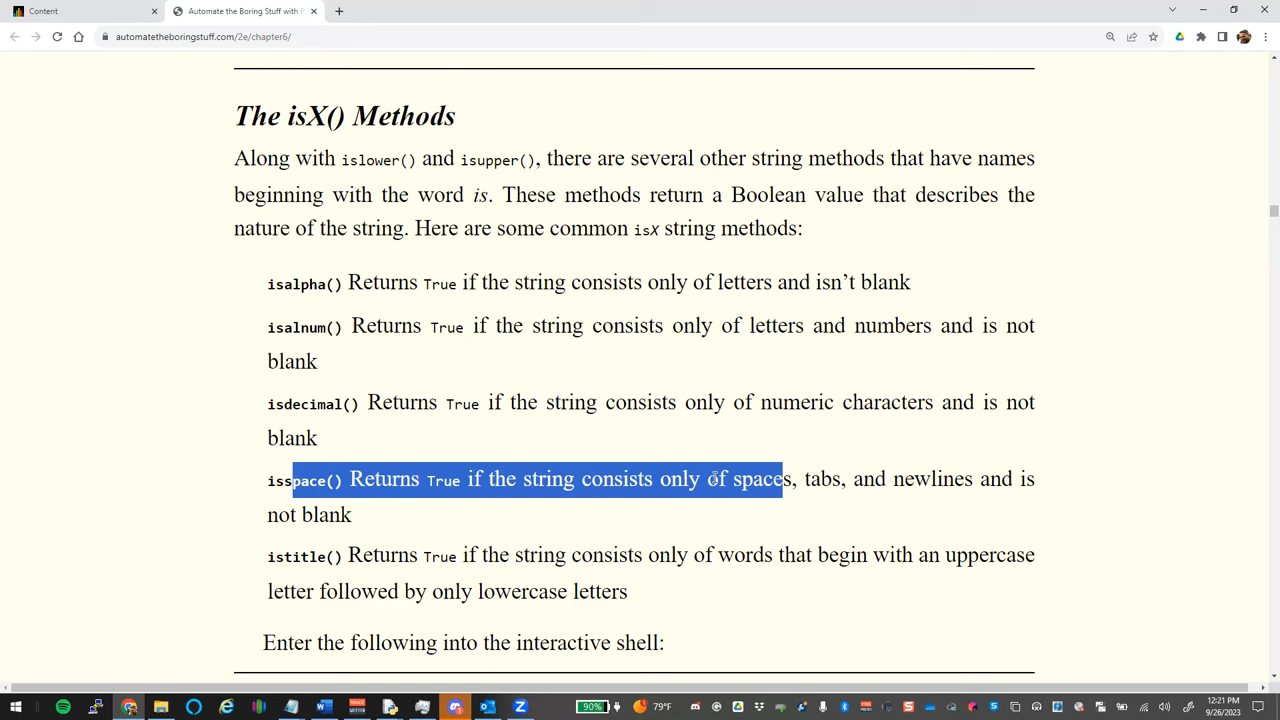 Content
Automate the Boring Stuff with P
automatetheboringstuff.com/2e/chapter6/
The isX() Methods
Along with islower() and isupper(), there are several other string methods that have names
beginning with the word is. These methods return a Boolean value that describes the
nature of the string. Here are some common isX string methods:
isalpha() Returns True if the string consists only of letters and isn’t blank
isalnum() Returns True if the string consists only of letters and numbers and is not
blank
isdecimal() Returns True if the string consists only of numeric characters and is not
blank
isspace() Returns True if the string consists only of spaces, tabs, and newlines and is
not blank
istitle() Returns True if the string consists only of words that begin with an uppercase
letter followed by only lowercase letters
Enter the following into the interactive shell:
90%
79°F
12:21 PM
9/26/2023